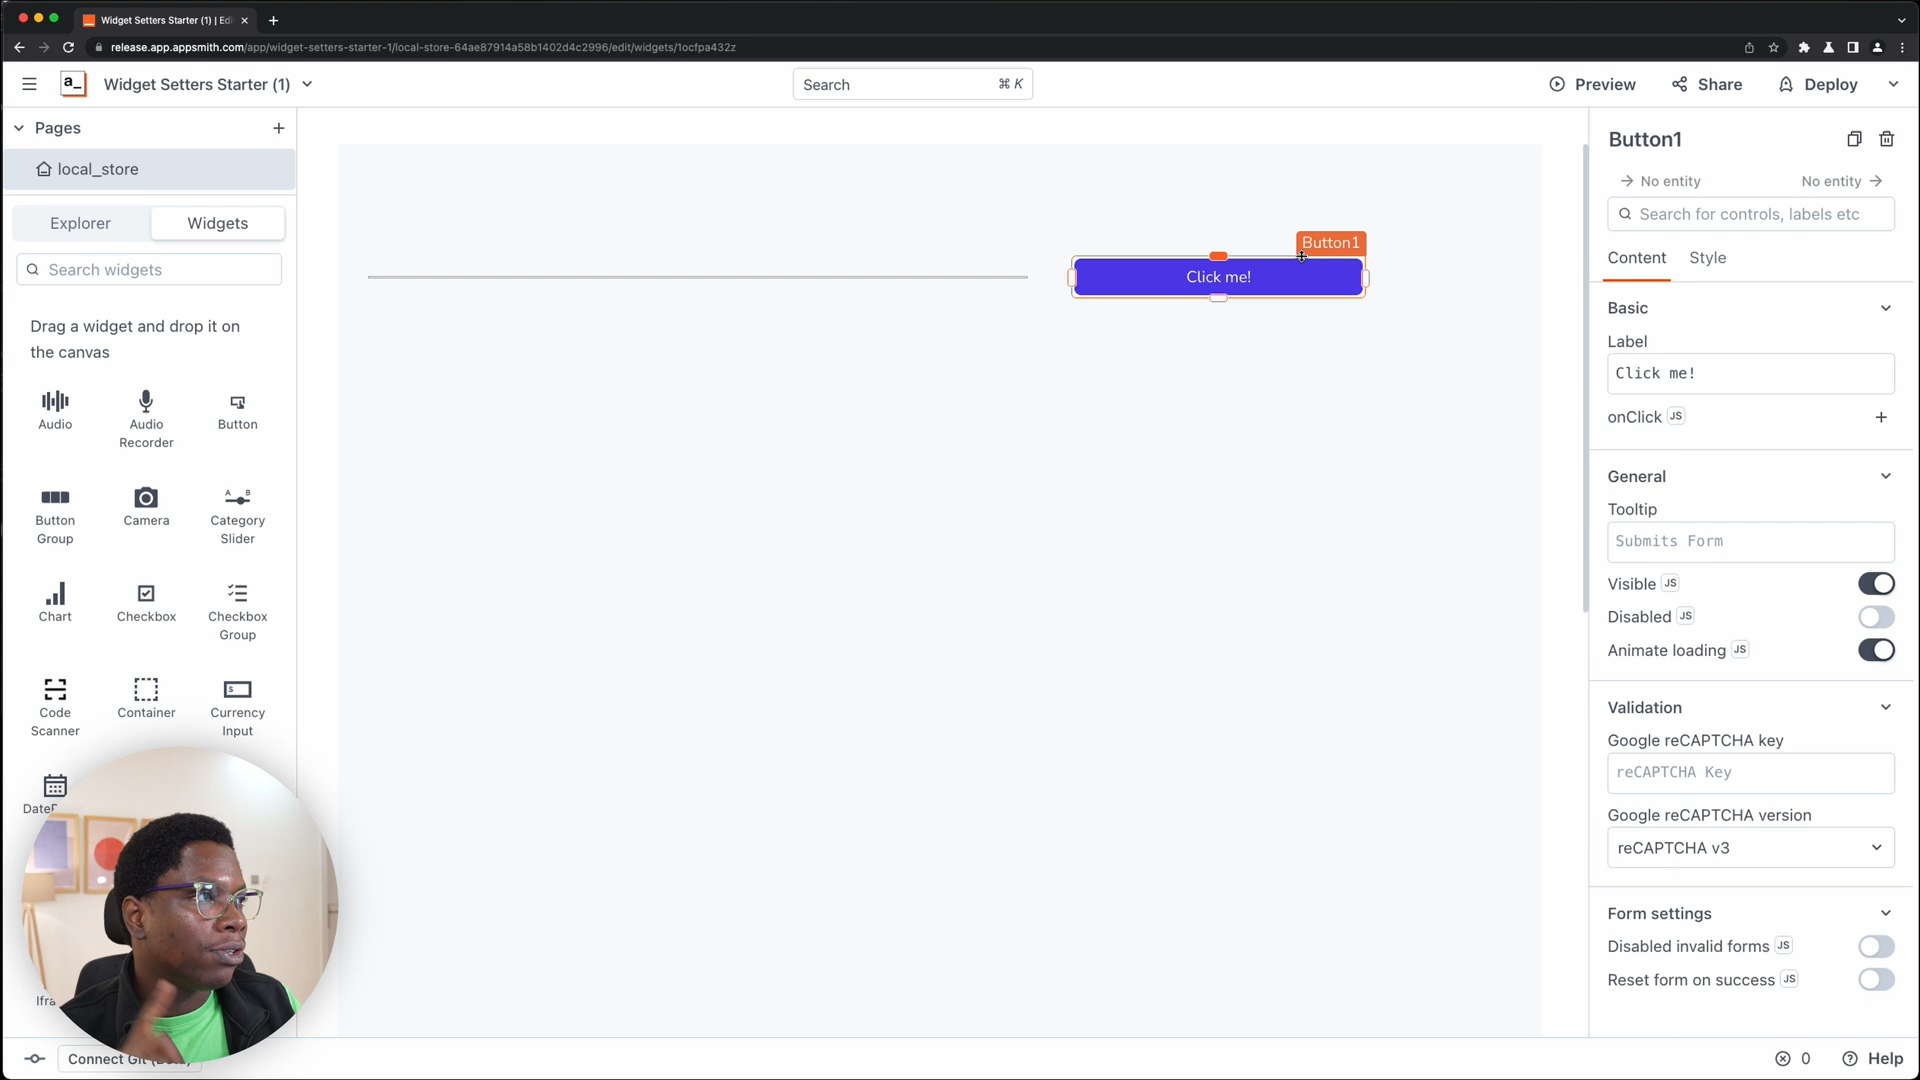 Widget Setters Starter (1) | Edi
release.app.appsmith.com/app/widget-setters-starter-1/local-store-64ae87914a58b1402d4c2996/edit/widgets/1ocfpa432z
a_
Widget Setters Starter (1)
Search
⌘ K
Preview
Share
Deploy
Pages
local_store
Explorer
Widgets
Search widgets
Drag a widget and drop it on
the canvas
Audio
Audio
Recorder
Button
Button
Group
Camera
Category
Slider
Chart
Checkbox
Checkbox
Group
Code
Scanner
Container
Currency
Input
Button1
Click me!
Button1
No entity
No entity
Search for controls, labels etc
Content
Style
Basic
Label
Click me!
onClick JS
General
Tooltip
Submits Form
Visible JS
Disabled JS
Animate loading JS
Validation
Google reCAPTCHA key
reCAPTCHA Key
Google reCAPTCHA version
reCAPTCHA v3
Form settings
Disabled invalid forms JS
Reset form on success JS
Connect Git
0
Help